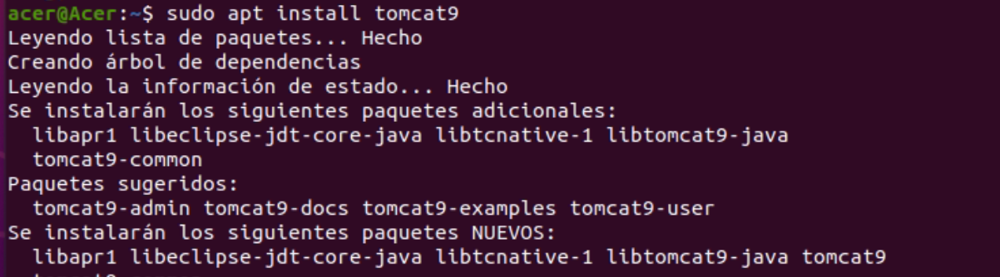 acer@Acer:~$ sudo apt install tomcat9
Leyendo lista de paquetes... Hecho
Creando árbol de dependencias
Leyendo la información de estado... Hecho
Se instalarán los siguientes paquetes adicionales:
  libapr1 libeclipse-jdt-core-java libtcnative-1 libtomcat9-java
  tomcat9-common
Paquetes sugeridos:
  tomcat9-admin tomcat9-docs tomcat9-examples tomcat9-user
Se instalarán los siguientes paquetes NUEVOS:
  libapr1 libeclipse-jdt-core-java libtcnative-1 libtomcat9-java tomcat9